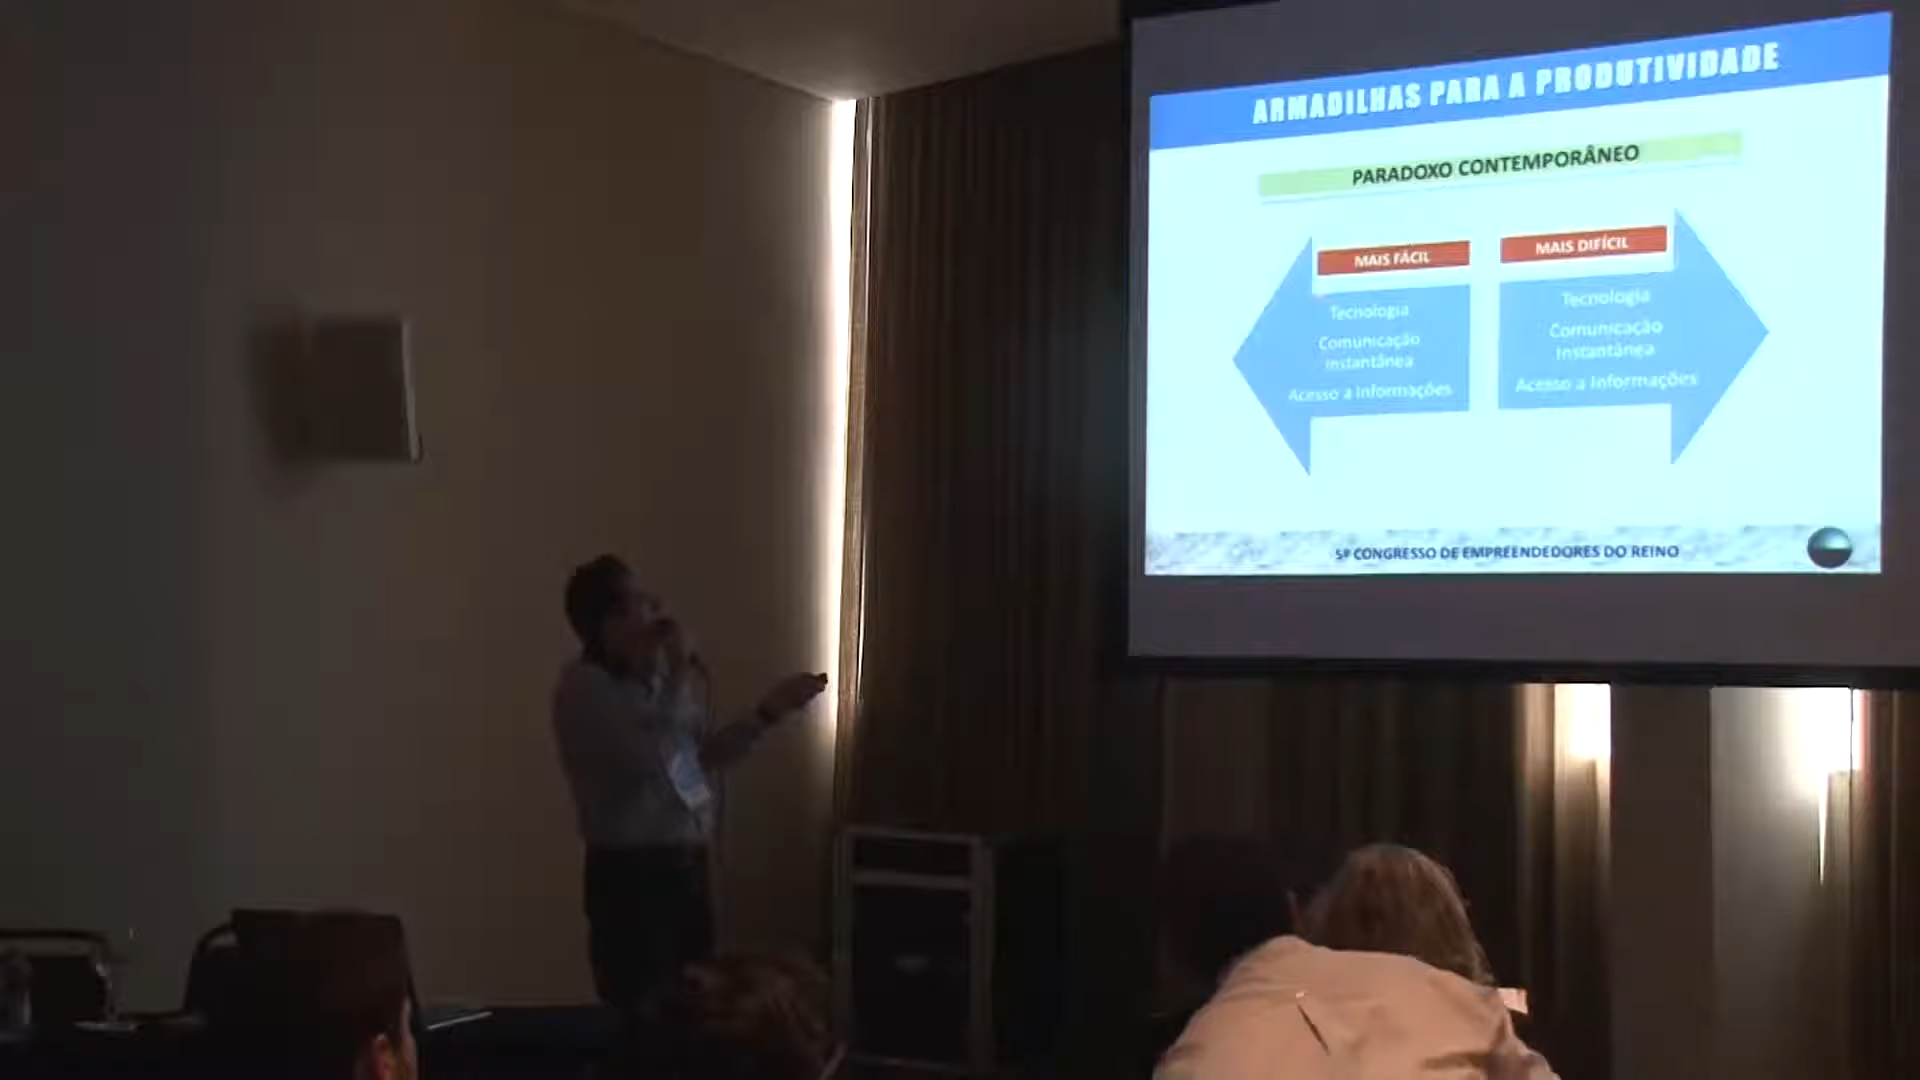 ARMADILHAS PARA A PRODUTIVIDADE
PARADOXO CONTEMPORÂNEO
MAIS FÁCIL
Tecnologia
Comunicação
Instantânea
Acesso a Informações
MAIS DIFÍCIL
Tecnologia
Comunicação
Instantânea
Acesso a Informações
5º CONGRESSO DE EMPREENDEDORES DO REINO